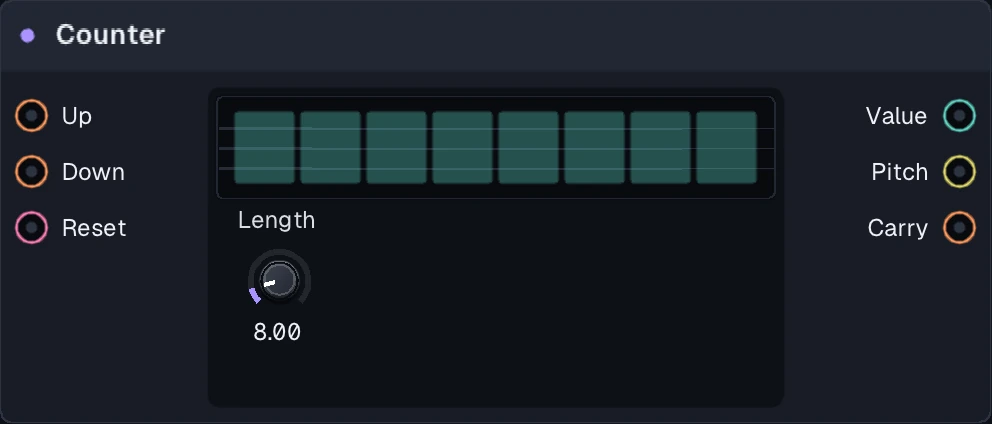 Counter
Up
Value
Down
Pitch
Reset
Length
Carry
8.00